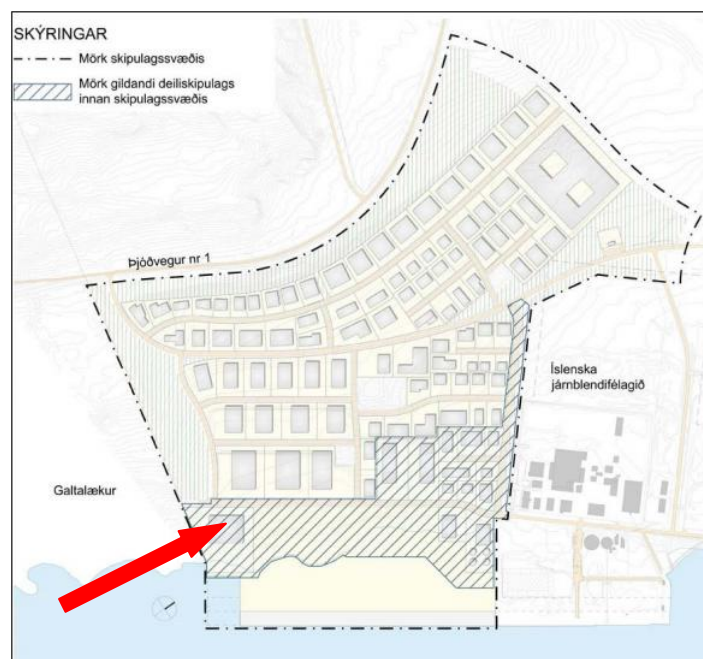 SKÝRINGAR
Mörk skipulagssvæðis
Mörk gildandi deiliskipulags
innan skipulagssvæðis
Þjóðvegur nr 1
Íslenska
járnblendifélagið
Galtalækur